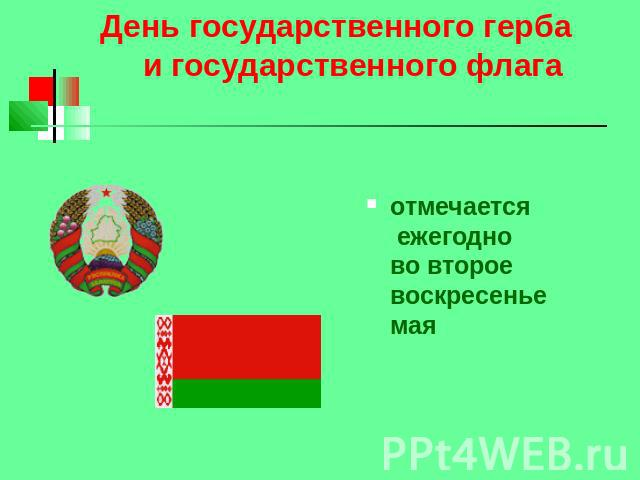 День государственного герба
и государственного флага
отмечается
ежегодно
во второе
воскресенье
мая
PPt4WEB.ru